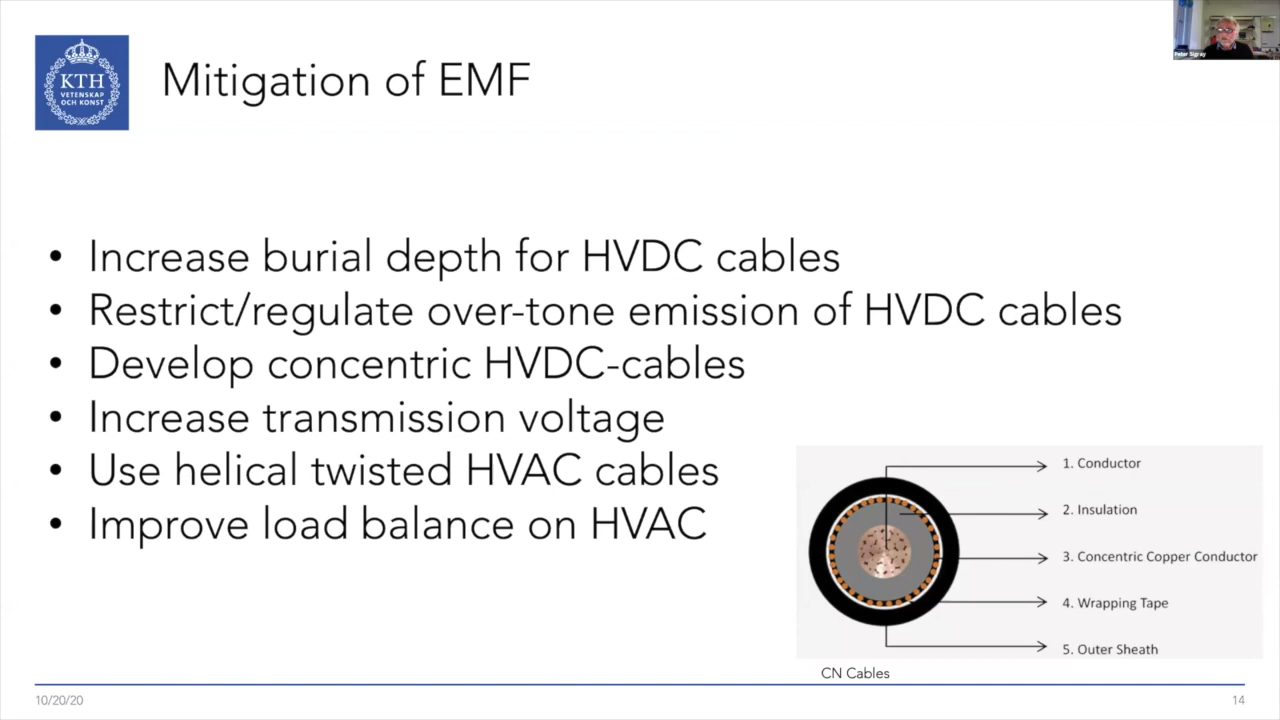 Peter Sigray
KTH
VETENSKAP
OCH KONST
Mitigation of EMF
• Increase burial depth for HVDC cables
• Restrict/regulate over-tone emission of HVDC cables
• Develop concentric HVDC-cables
• Increase transmission voltage
• Use helical twisted HVAC cables
• Improve load balance on HVAC
1. Conductor
2. Insulation
3. Concentric Copper Conductor
4. Wrapping Tape
5. Outer Sheath
CN Cables
10/20/20
14